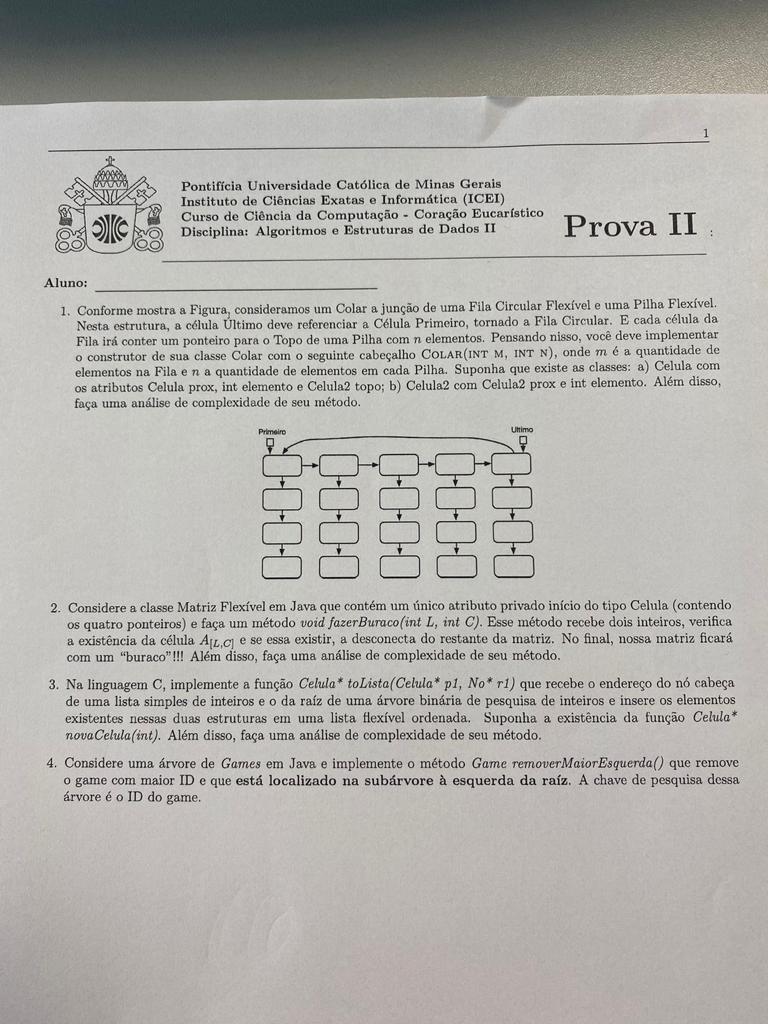 1
Pontifícia Universidade Católica de Minas Gerais
Instituto de Ciências Exatas e Informática (ICEI)
Curso de Ciência da Computação - Coração Eucarístico
Disciplina: Algoritmos e Estruturas de Dados II
Prova II :
Aluno:
1. Conforme mostra a Figura, consideramos um Colar a junção de uma Fila Circular Flexível e uma Pilha Flexível.
Nesta estrutura, a célula Último deve referenciar a Célula Primeiro, tornado a Fila Circular. E cada célula da
Fila irá conter um ponteiro para o Topo de uma Pilha com n elementos. Pensando nisso, você deve implementar
o construtor de sua classe Colar com o seguinte cabeçalho COLAR(INT M, INT N), onde m é a quantidade de
elementos na Fila e n a quantidade de elementos em cada Pilha. Suponha que existe as classes: a) Celula com
os atributos Celula prox, int elemento e Celula2 topo; b) Celula2 com Celula2 prox e int elemento. Além disso,
faça uma análise de complexidade de seu método.
Primeiro
Ultimo
2. Considere a classe Matriz Flexível em Java que contém um único atributo privado início do tipo Celula (contendo
os quatro ponteiros) e faça um método void fazerBuraco(int L, int C). Esse método recebe dois inteiros, verifica
a existência da célula A[L,C] e se essa existir, a desconecta do restante da matriz. No final, nossa matriz ficará
com um “buraco”!!! Além disso, faça uma análise de complexidade de seu método.
3. Na linguagem C, implemente a função Celula* toLista(Celula* p1, No* r1) que recebe o endereço do nó cabeça
de uma lista simples de inteiros e o da raíz de uma árvore binária de pesquisa de inteiros e insere os elementos
existentes nessas duas estruturas em uma lista flexível ordenada. Suponha a existência da função Celula*
novaCelula(int). Além disso, faça uma análise de complexidade de seu método.
4. Considere uma árvore de Games em Java e implemente o método Game removerMaiorEsquerda() que remove
o game com maior ID e que está localizado na subárvore à esquerda da raíz. A chave de pesquisa dessa
árvore é o ID do game.